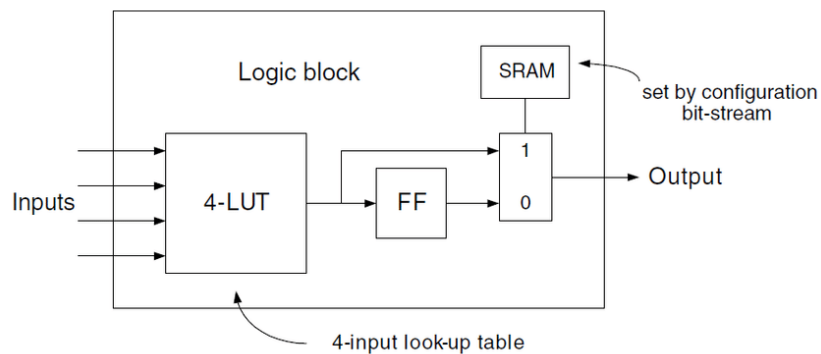 Logic block
SRAM
set by configuration
bit-stream
Inputs
4-LUT
FF
1
0
Output
4-input look-up table